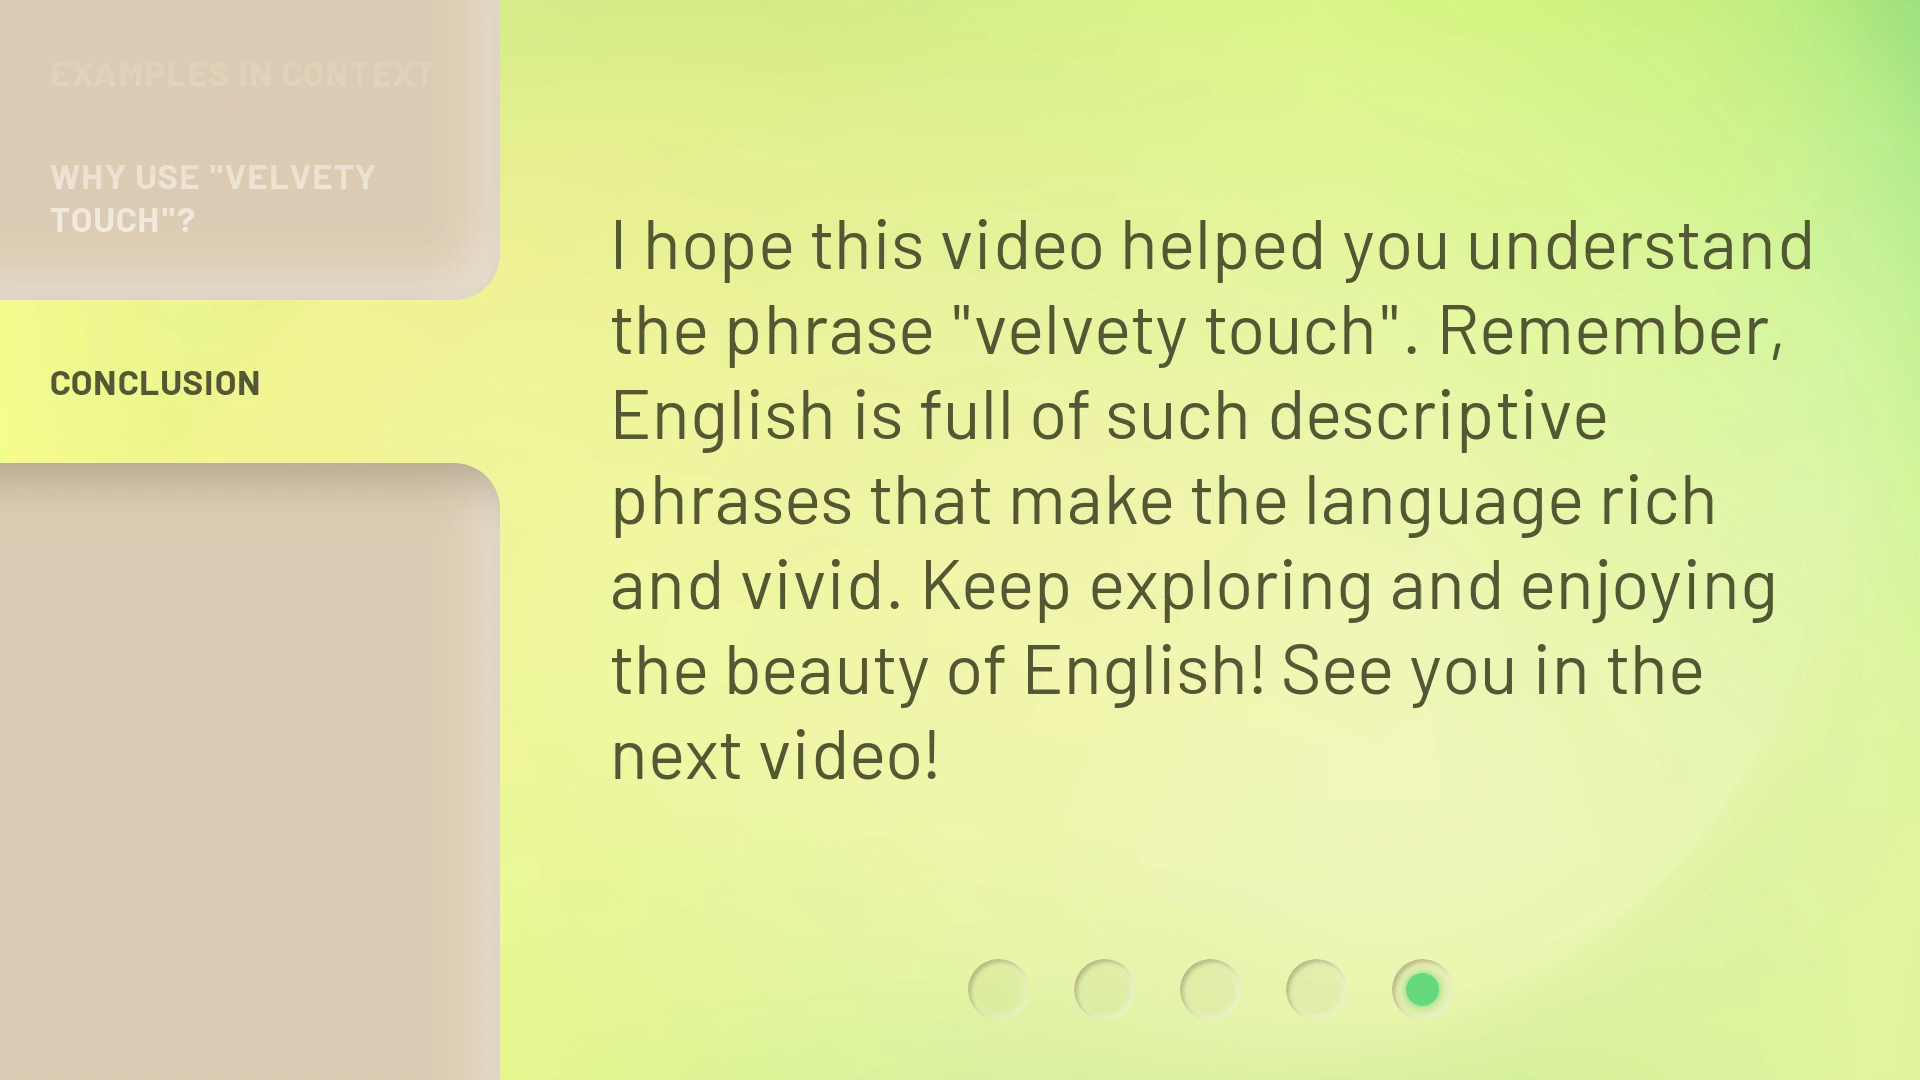 EXAMPLES IN CONTEXT
WHY USE "VELVETY
TOUCH"?
CONCLUSION
I hope this video helped you understand
the phrase "velvety touch". Remember,
English is full of such descriptive
phrases that make the language rich
and vivid. Keep exploring and enjoying
the beauty of English! See you in the
next video!